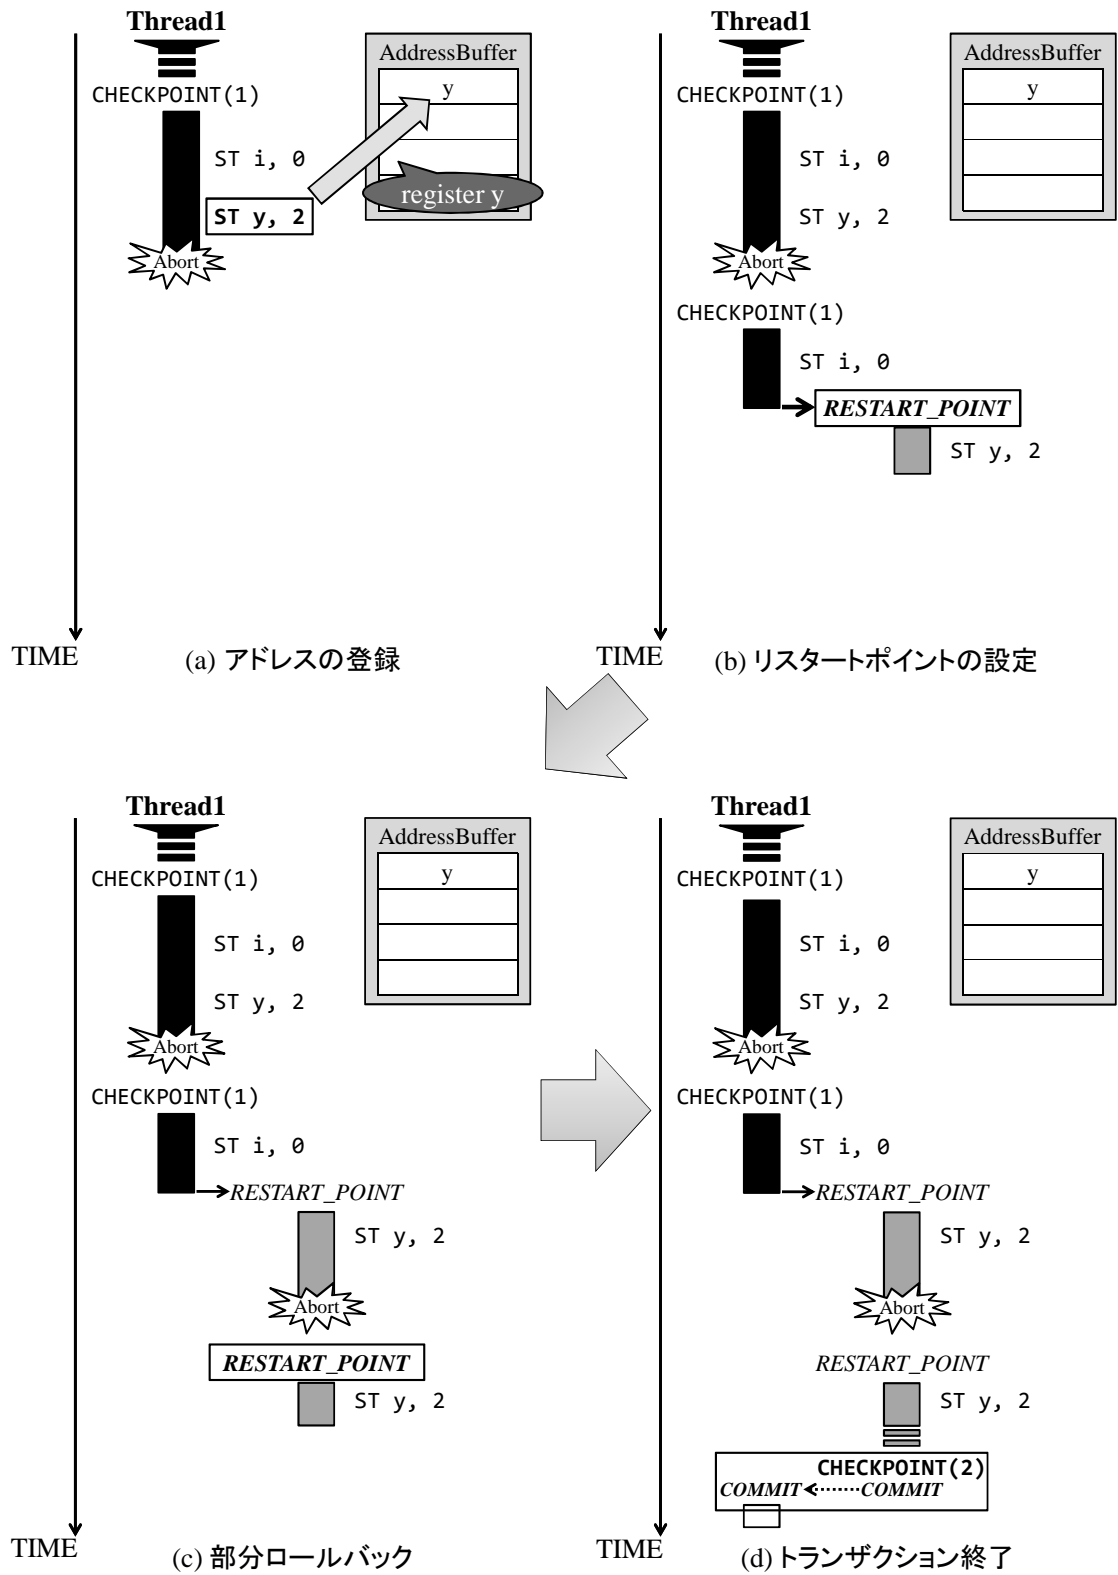 Thread1
AddressBuffer
y
CHECKPOINT(1)
ST i, 0
register y
ST y, 2
Abort
TIME
(a) アドレスの登録
Thread1
AddressBuffer
y
CHECKPOINT(1)
ST i, 0
ST y, 2
Abort
CHECKPOINT(1)
ST i, 0
RESTART_POINT
ST y, 2
TIME
(b) リスタートポイントの設定
Thread1
AddressBuffer
y
CHECKPOINT(1)
ST i, 0
ST y, 2
Abort
CHECKPOINT(1)
ST i, 0
RESTART_POINT
ST y, 2
Abort
RESTART_POINT
ST y, 2
TIME
(c) 部分ロールバック
Thread1
AddressBuffer
y
CHECKPOINT(1)
ST i, 0
ST y, 2
Abort
CHECKPOINT(1)
ST i, 0
RESTART_POINT
ST y, 2
Abort
RESTART_POINT
ST y, 2
CHECKPOINT(2)
COMMIT COMMIT
TIME
(d) トランザクション終了